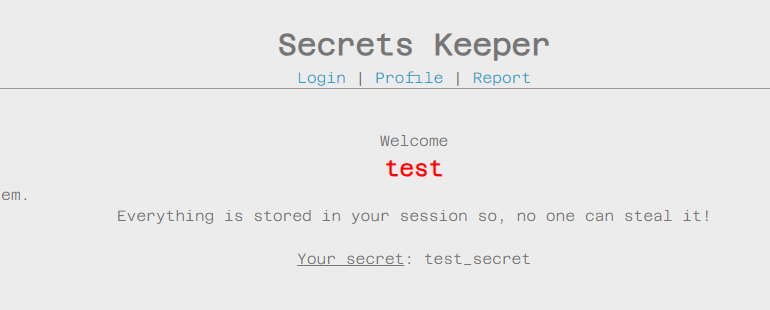 Secrets Keeper
Login | Profile | Report
Welcome
test
em.
Everything is stored in your session so, no one can steal it!
Your secret: test_secret